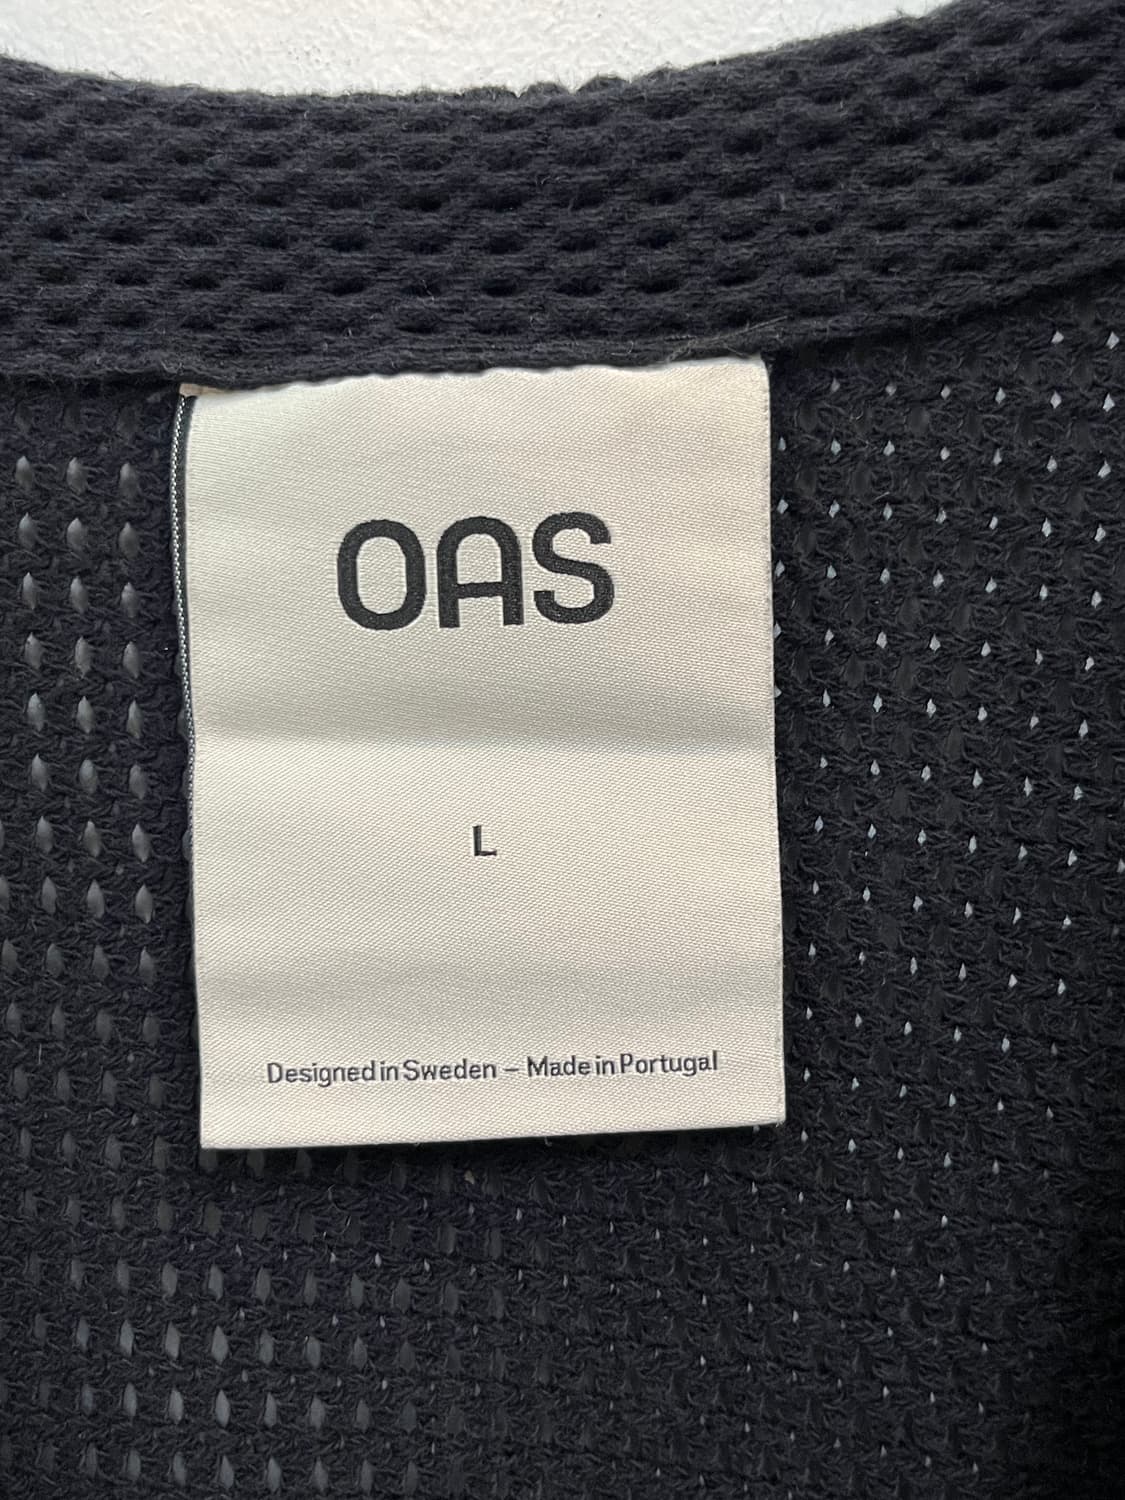 OAS
L
Designed in Sweden – Made in Portugal